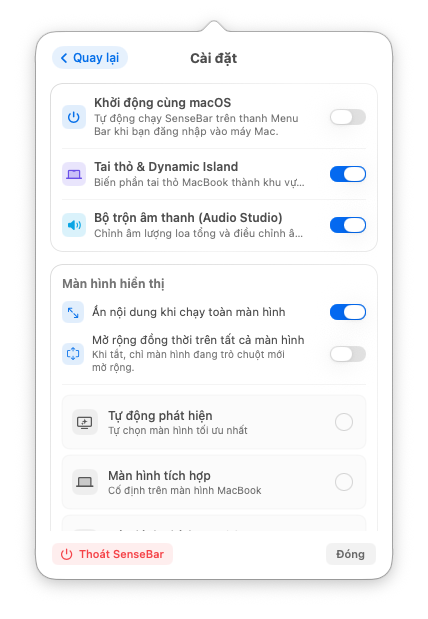 Quay lại
Cài đặt
Khởi động cùng macOS
Tự động chạy SenseBar trên thanh Menu
Bar khi bạn đăng nhập vào máy Mac.
Tai thỏ & Dynamic Island
Biến phần tai thỏ MacBook thành khu vự...
Bộ trộn âm thanh (Audio Studio)
Chỉnh âm lượng loa tổng và điều chỉnh â...
Màn hình hiển thị
Ẩn nội dung khi chạy toàn màn hình
Mở rộng đồng thời trên tất cả màn hình
Khi tắt, chỉ màn hình đang trỏ chuột mới
mở rộng.
Tự động phát hiện
Tự chọn màn hình tối ưu nhất
Màn hình tích hợp
Cố định trên màn hình MacBook
Thoát SenseBar
Đóng